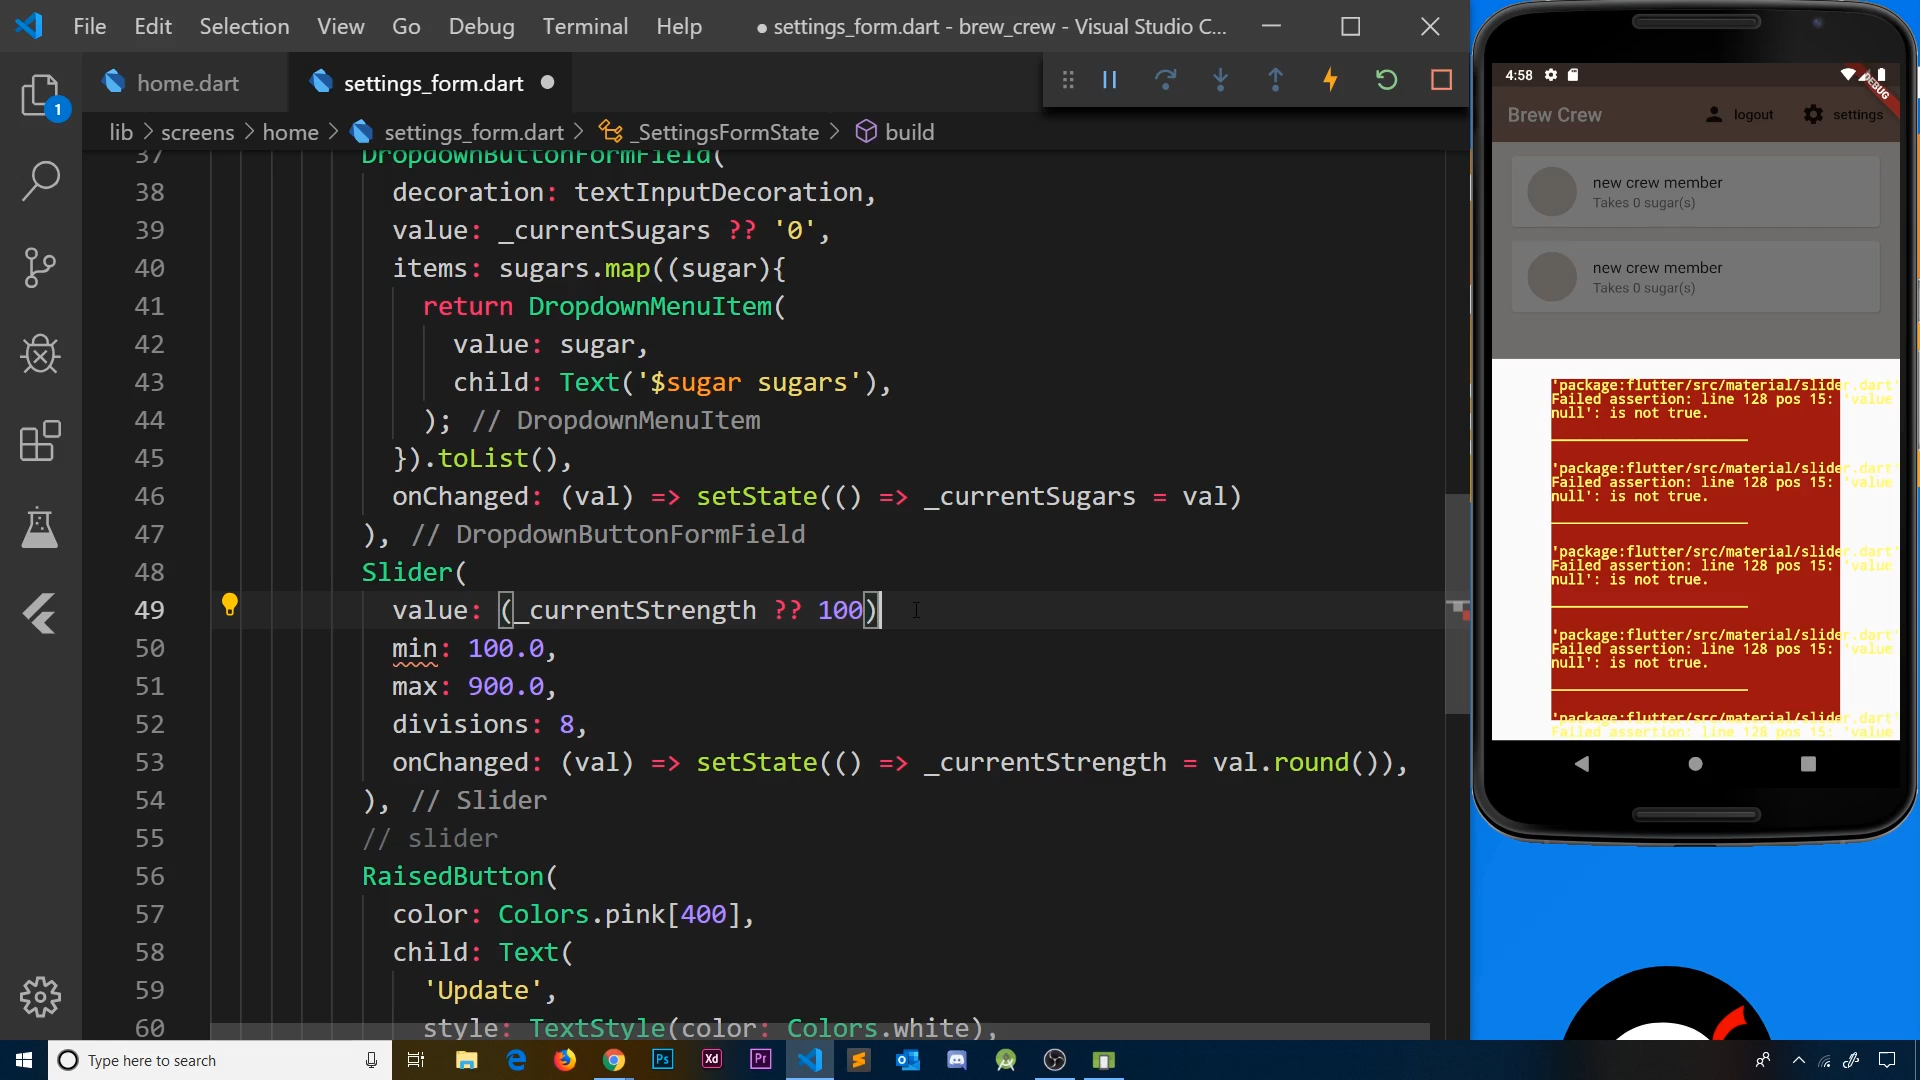 File Edit Selection View Go Debug Terminal Help ● settings_form.dart - brew_crew - Visual Studio C...
home.dart settings_form.dart
lib > screens > home > settings_form.dart > _SettingsFormState > build
1
37 DropdownButtonFormField(
38 decoration: textInputDecoration,
39 value: _currentSugars ?? '0',
40 items: sugars.map((sugar){
41 return DropdownMenuItem(
42 value: sugar,
43 child: Text('$sugar sugars'),
44 ); // DropdownMenuItem
45 }).toList(),
46 onChanged: (val) => setState(() => _currentSugars = val)
47 ), // DropdownButtonFormField
48 Slider(
49 value: (_currentStrength ?? 100)
50 min: 100.0,
51 max: 900.0,
52 divisions: 8,
53 onChanged: (val) => setState(() => _currentStrength = val.round()),
54 ), // Slider
55 // slider
56 RaisedButton(
57 color: Colors.pink[400],
58 child: Text(
59 'Update',
60 style: TextStyle(color: Colors.white),
4:58
DEBUG
Brew Crew logout settings
new crew member
Takes 0 sugar(s)
new crew member
Takes 0 sugar(s)
'package:flutter/src/material/slider.dart'
Failed assertion: line 128 pos 15: 'value
null': is not true.
'package:flutter/src/material/slider.dart'
Failed assertion: line 128 pos 15: 'value
null': is not true.
'package:flutter/src/material/slider.dart'
Failed assertion: line 128 pos 15: 'value
null': is not true.
'package:flutter/src/material/slider.dart'
Failed assertion: line 128 pos 15: 'value
null': is not true.
'package:flutter/src/material/slider.dart'
Failed assertion: line 128 pos 15: 'value
Type here to search
Ps Xd Pr